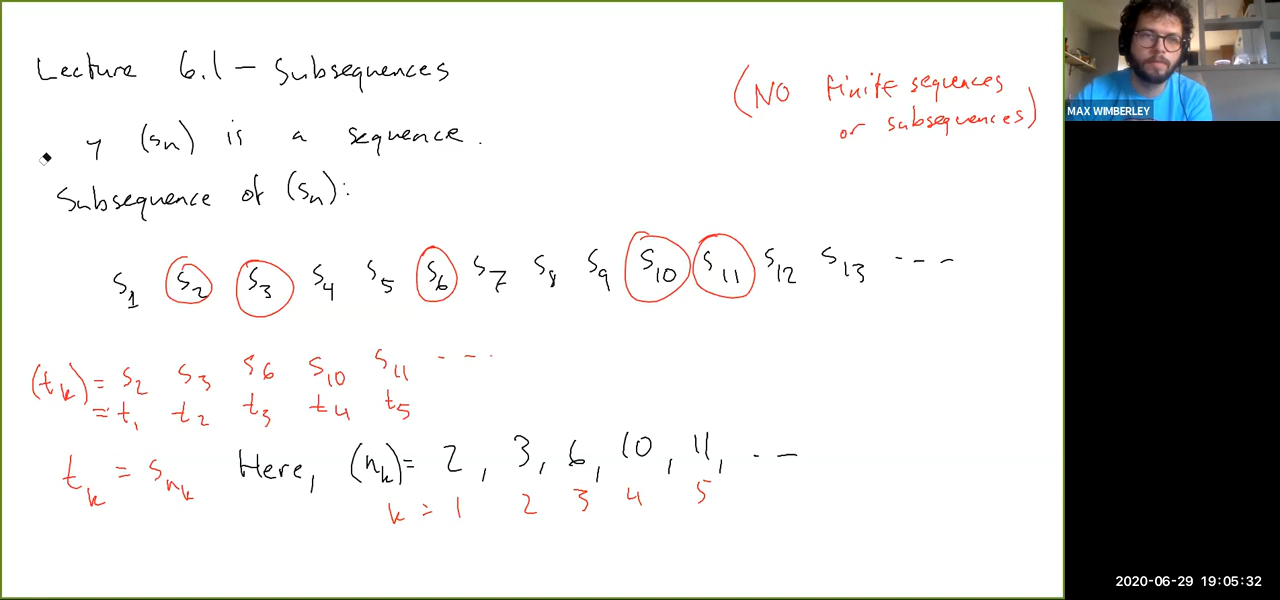 Lecture 6.1 – Subsequences
(NO finite sequences
or subsequences)
y (sn) is a sequence.
Subsequence of (sn):
s1 s2 s3 s4 s5 s6 s7 s8 s9 s10 s11 s12 s13 ---
(tk) = s2 s3 s6 s10 s11 ---
= t1 t2 t3 t4 t5
tk = snk Here, (nk) = 2, 3, 6, 10, 11, ---
k = 1 2 3 4 5
MAX WIMBERLEY
2020-06-29 19:05:32